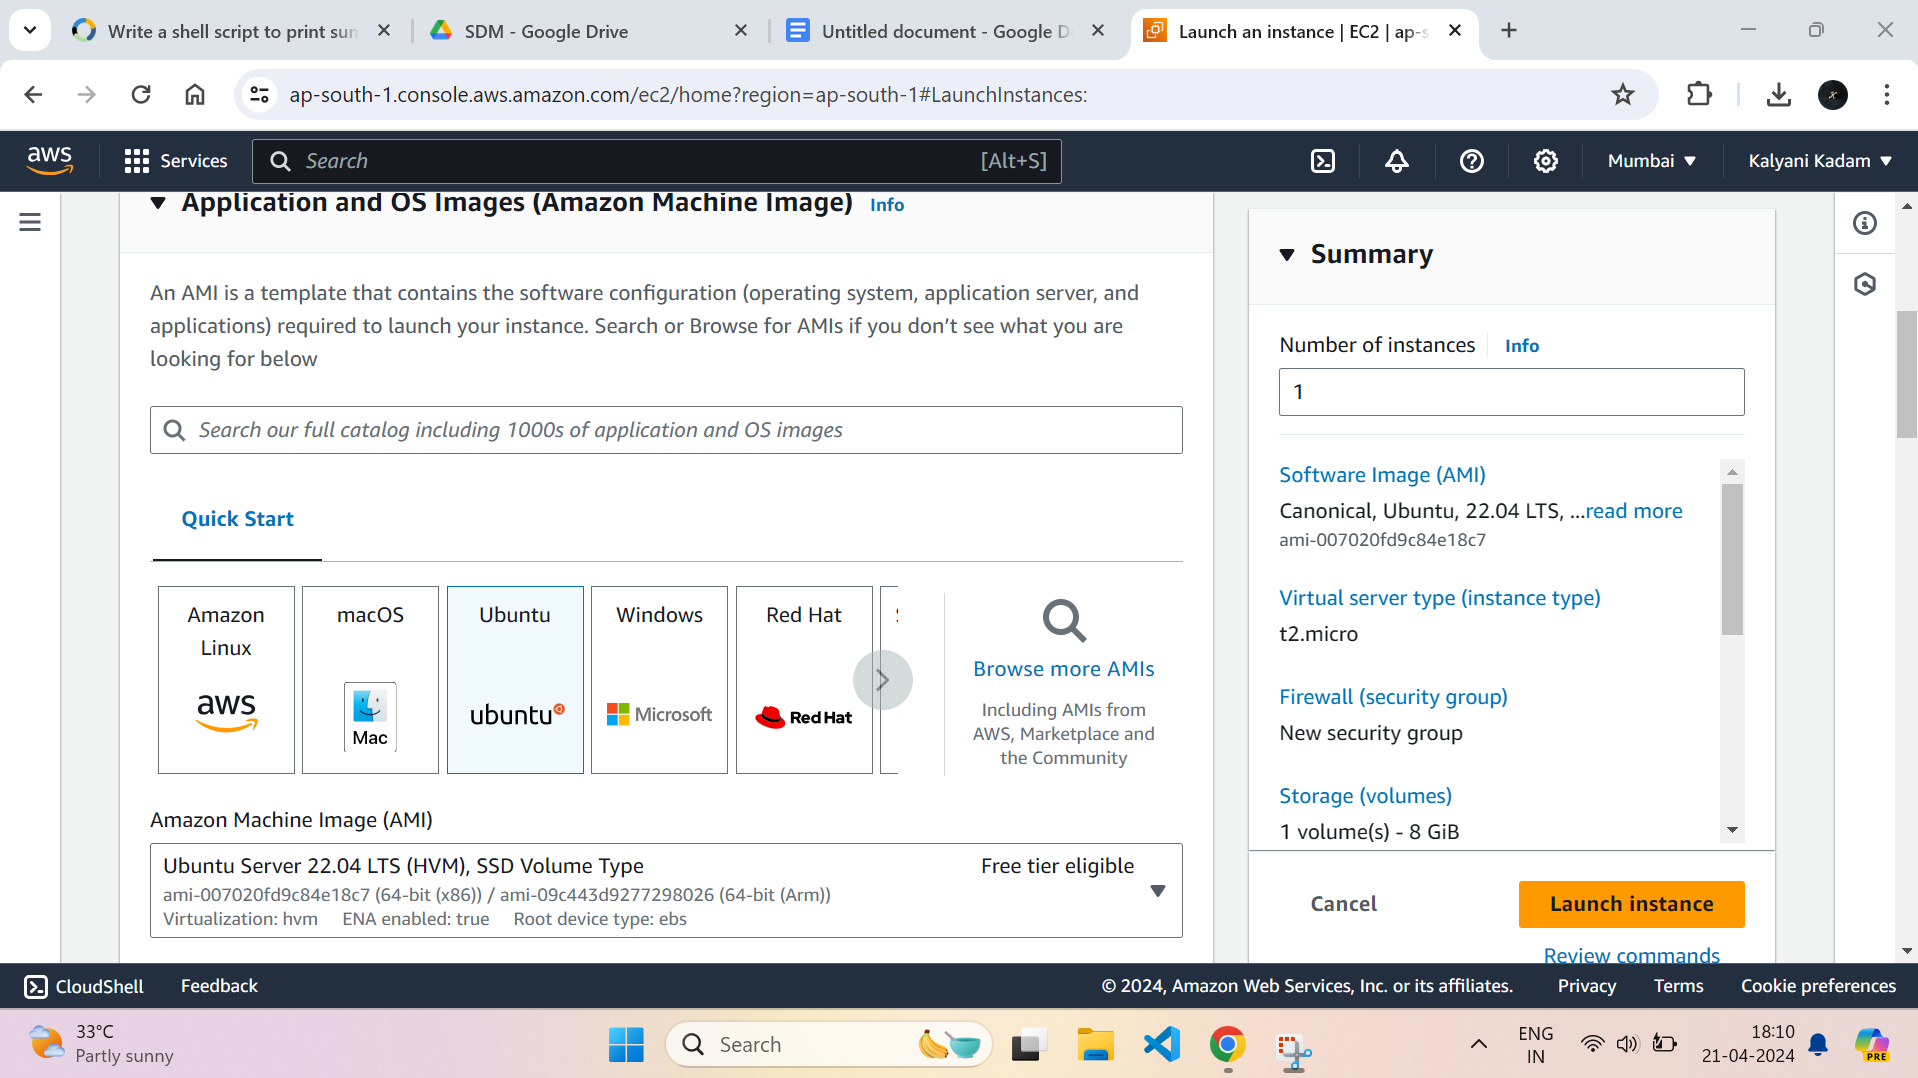 Write a shell script to print sum
SDM - Google Drive
Untitled document - Google D
Launch an instance | EC2 | ap-s
ap-south-1.console.aws.amazon.com/ec2/home?region=ap-south-1#LaunchInstances:
aws
Services
Search
[Alt+S]
Mumbai
Kalyani Kadam
Application and OS Images (Amazon Machine Image) Info
An AMI is a template that contains the software configuration (operating system, application server, and
applications) required to launch your instance. Search or Browse for AMIs if you don’t see what you are
looking for below
Search our full catalog including 1000s of application and OS images
Quick Start
Amazon
Linux
aws
macOS
Mac
Ubuntu
ubuntu
Windows
Microsoft
Red Hat
Red Hat
Browse more AMIs
Including AMIs from
AWS, Marketplace and
the Community
Amazon Machine Image (AMI)
Ubuntu Server 22.04 LTS (HVM), SSD Volume Type
Free tier eligible
ami-007020fd9c84e18c7 (64-bit (x86)) / ami-09c443d9277298026 (64-bit (Arm))
Virtualization: hvm ENA enabled: true Root device type: ebs
Summary
Number of instances Info
1
Software Image (AMI)
Canonical, Ubuntu, 22.04 LTS, ...read more
ami-007020fd9c84e18c7
Virtual server type (instance type)
t2.micro
Firewall (security group)
New security group
Storage (volumes)
1 volume(s) - 8 GiB
Cancel
Launch instance
Review commands
CloudShell
Feedback
© 2024, Amazon Web Services, Inc. or its affiliates.
Privacy
Terms
Cookie preferences
33°C
Partly sunny
Search
ENG
IN
18:10
21-04-2024
PRE